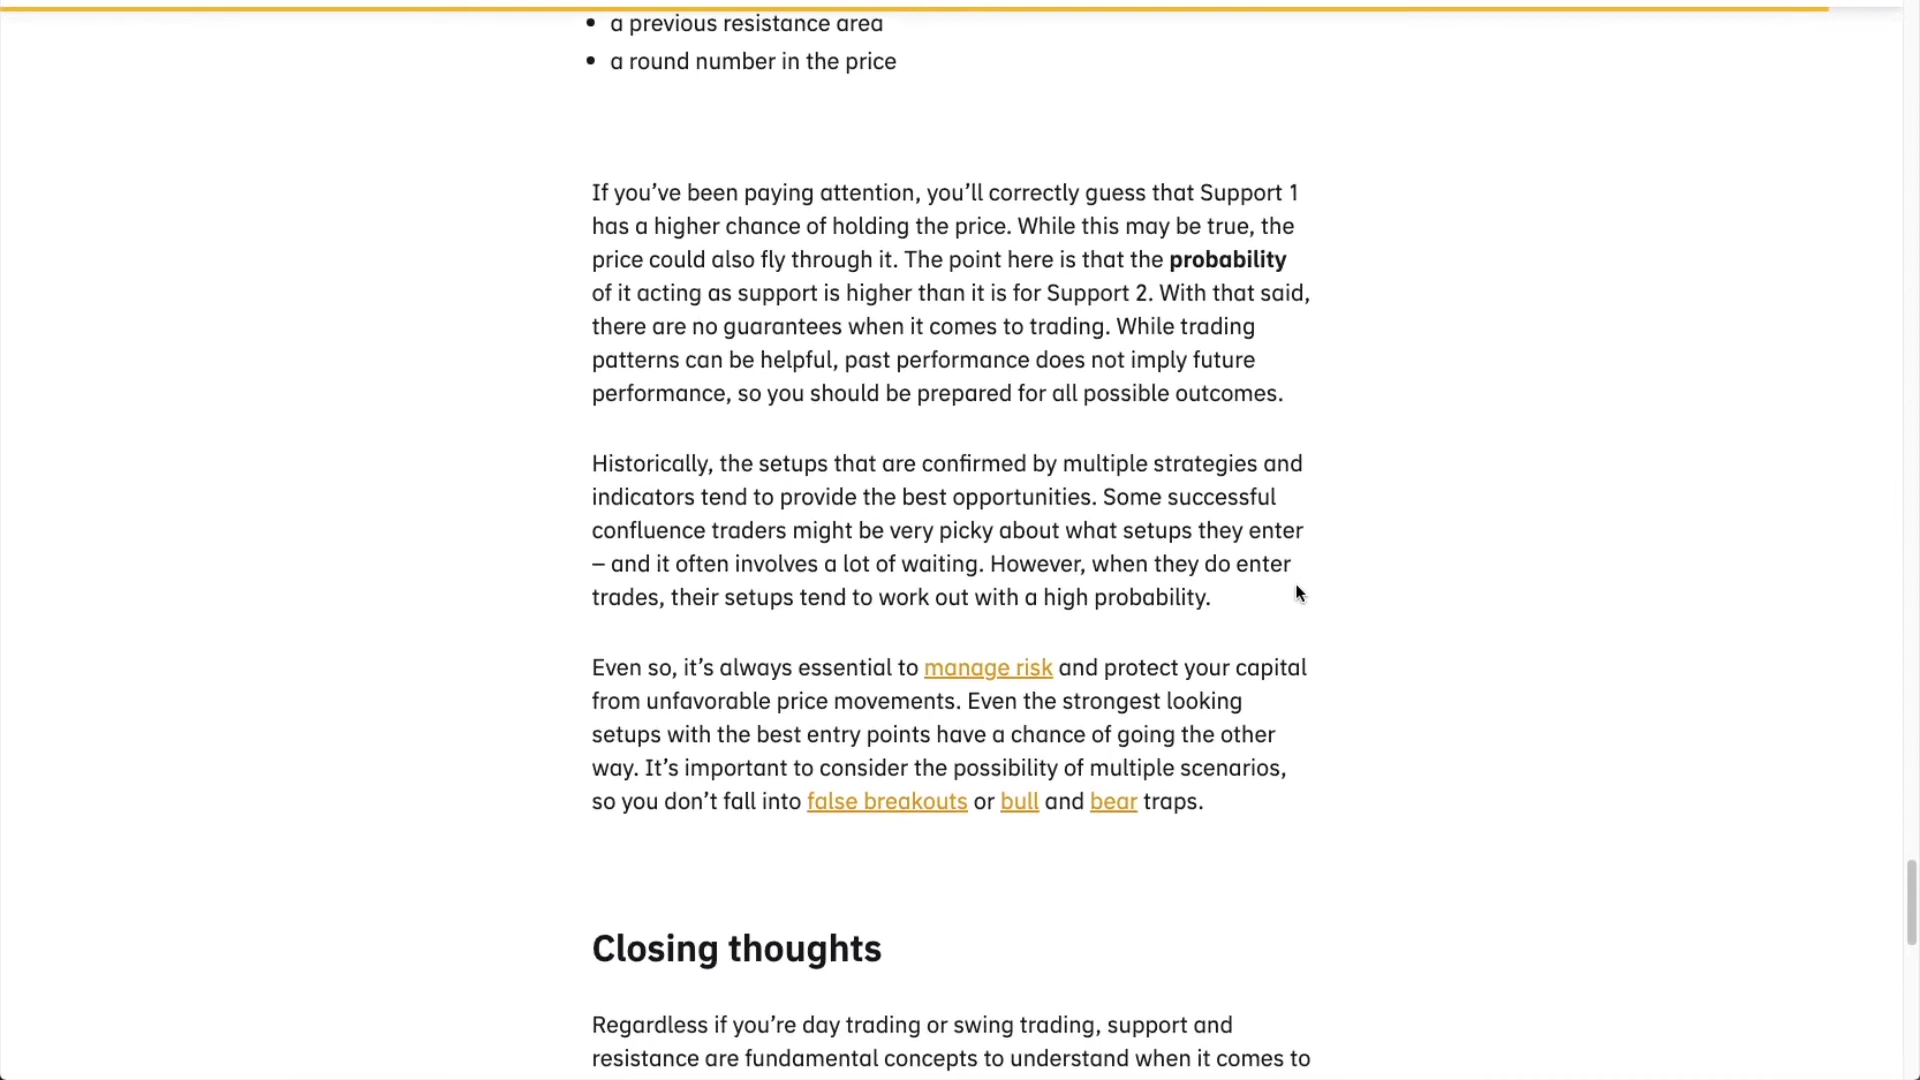 • a previous resistance area
• a round number in the price
If you’ve been paying attention, you’ll correctly guess that Support 1
has a higher chance of holding the price. While this may be true, the
price could also fly through it. The point here is that the probability
of it acting as support is higher than it is for Support 2. With that said,
there are no guarantees when it comes to trading. While trading
patterns can be helpful, past performance does not imply future
performance, so you should be prepared for all possible outcomes.
Historically, the setups that are confirmed by multiple strategies and
indicators tend to provide the best opportunities. Some successful
confluence traders might be very picky about what setups they enter
– and it often involves a lot of waiting. However, when they do enter
trades, their setups tend to work out with a high probability.
Even so, it’s always essential to manage risk and protect your capital
from unfavorable price movements. Even the strongest looking
setups with the best entry points have a chance of going the other
way. It’s important to consider the possibility of multiple scenarios,
so you don’t fall into false breakouts or bull and bear traps.
Closing thoughts
Regardless if you’re day trading or swing trading, support and
resistance are fundamental concepts to understand when it comes to